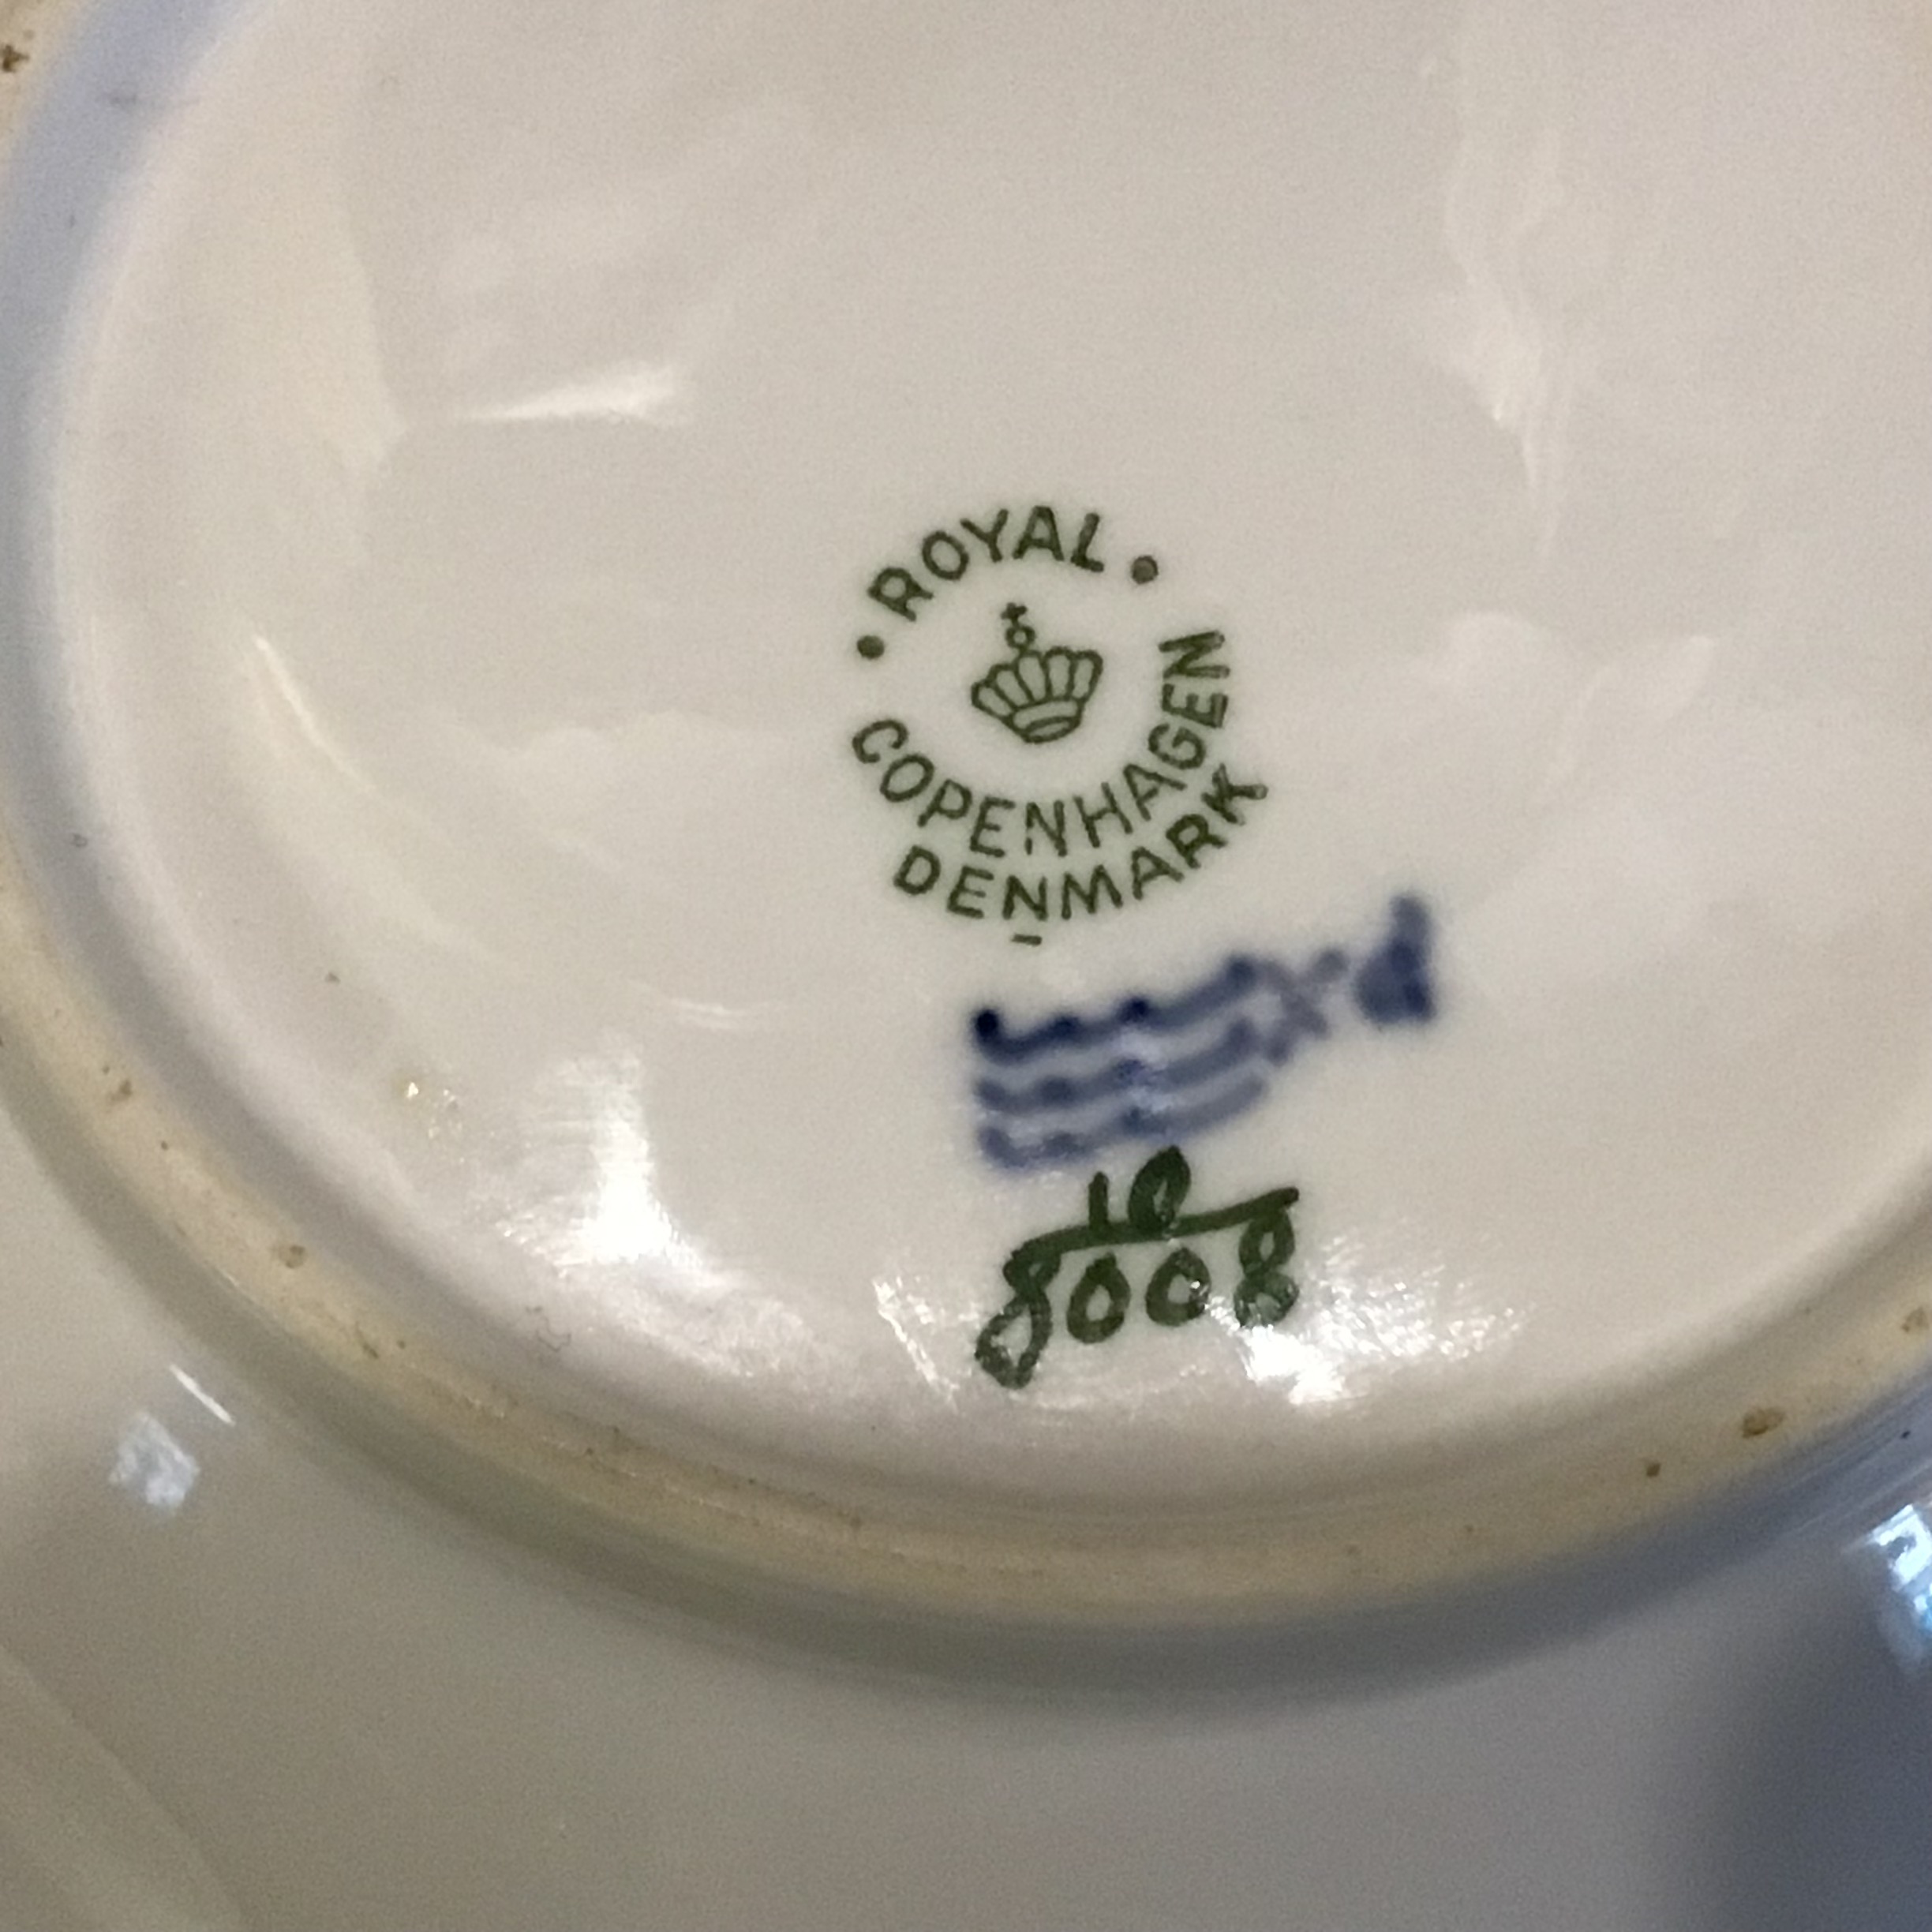 ROYAL
COPENHAGEN
DENMARK
10
8008